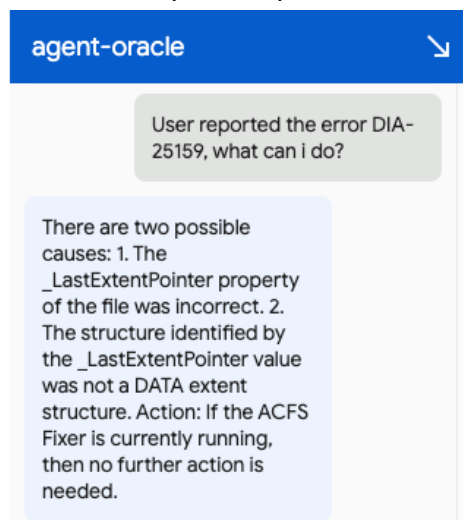 agent-oracle
User reported the error DIA-
25159, what can i do?
There are two possible
causes: 1. The
_LastExtentPointer property
of the file was incorrect. 2.
The structure identified by
the _LastExtentPointer value
was not a DATA extent
structure. Action: If the ACFS
Fixer is currently running,
then no further action is
needed.